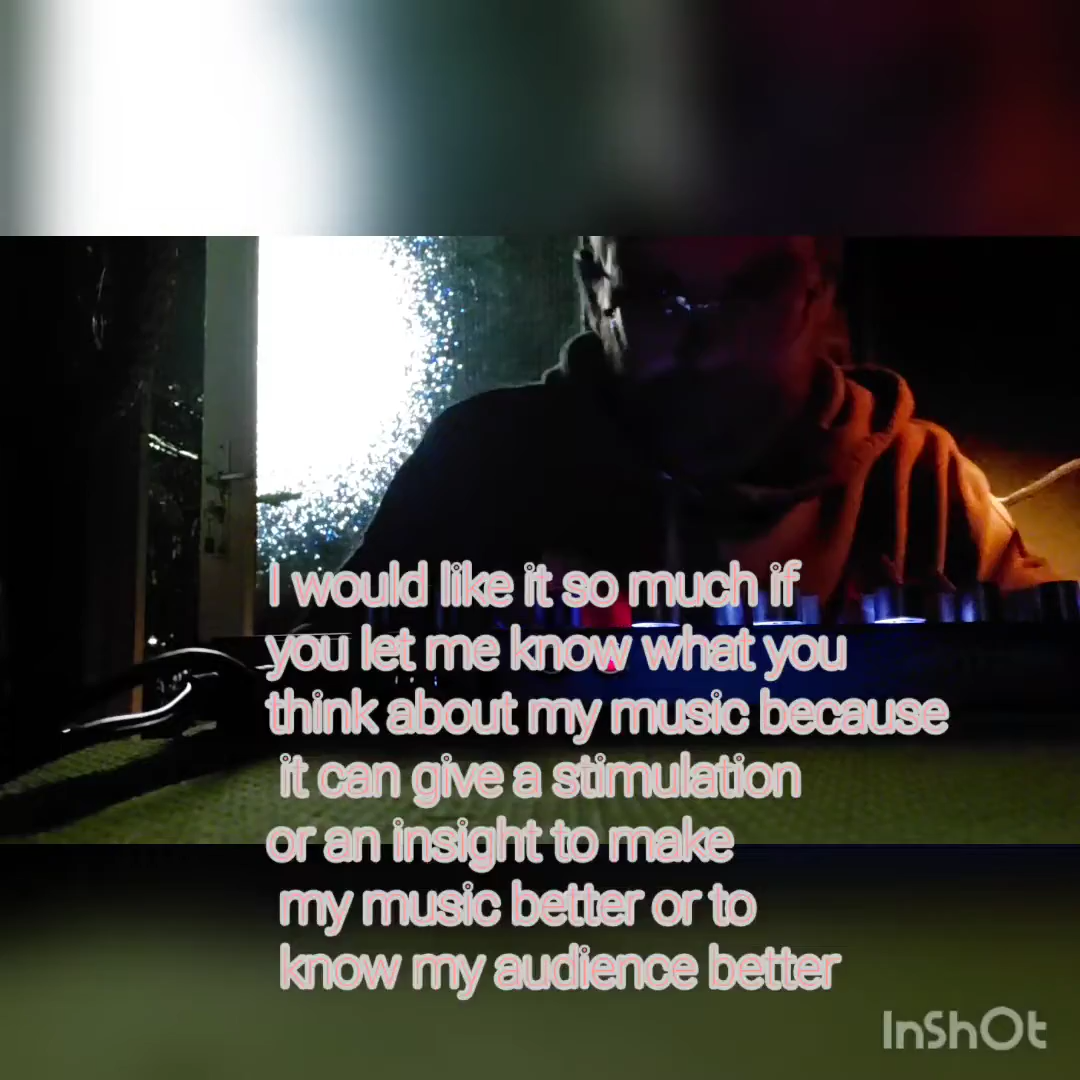 I would like it so much if
you let me know what you
think about my music because
it can give a stimulation
or an insight to make
my music better or to
know my audience better
InShOt